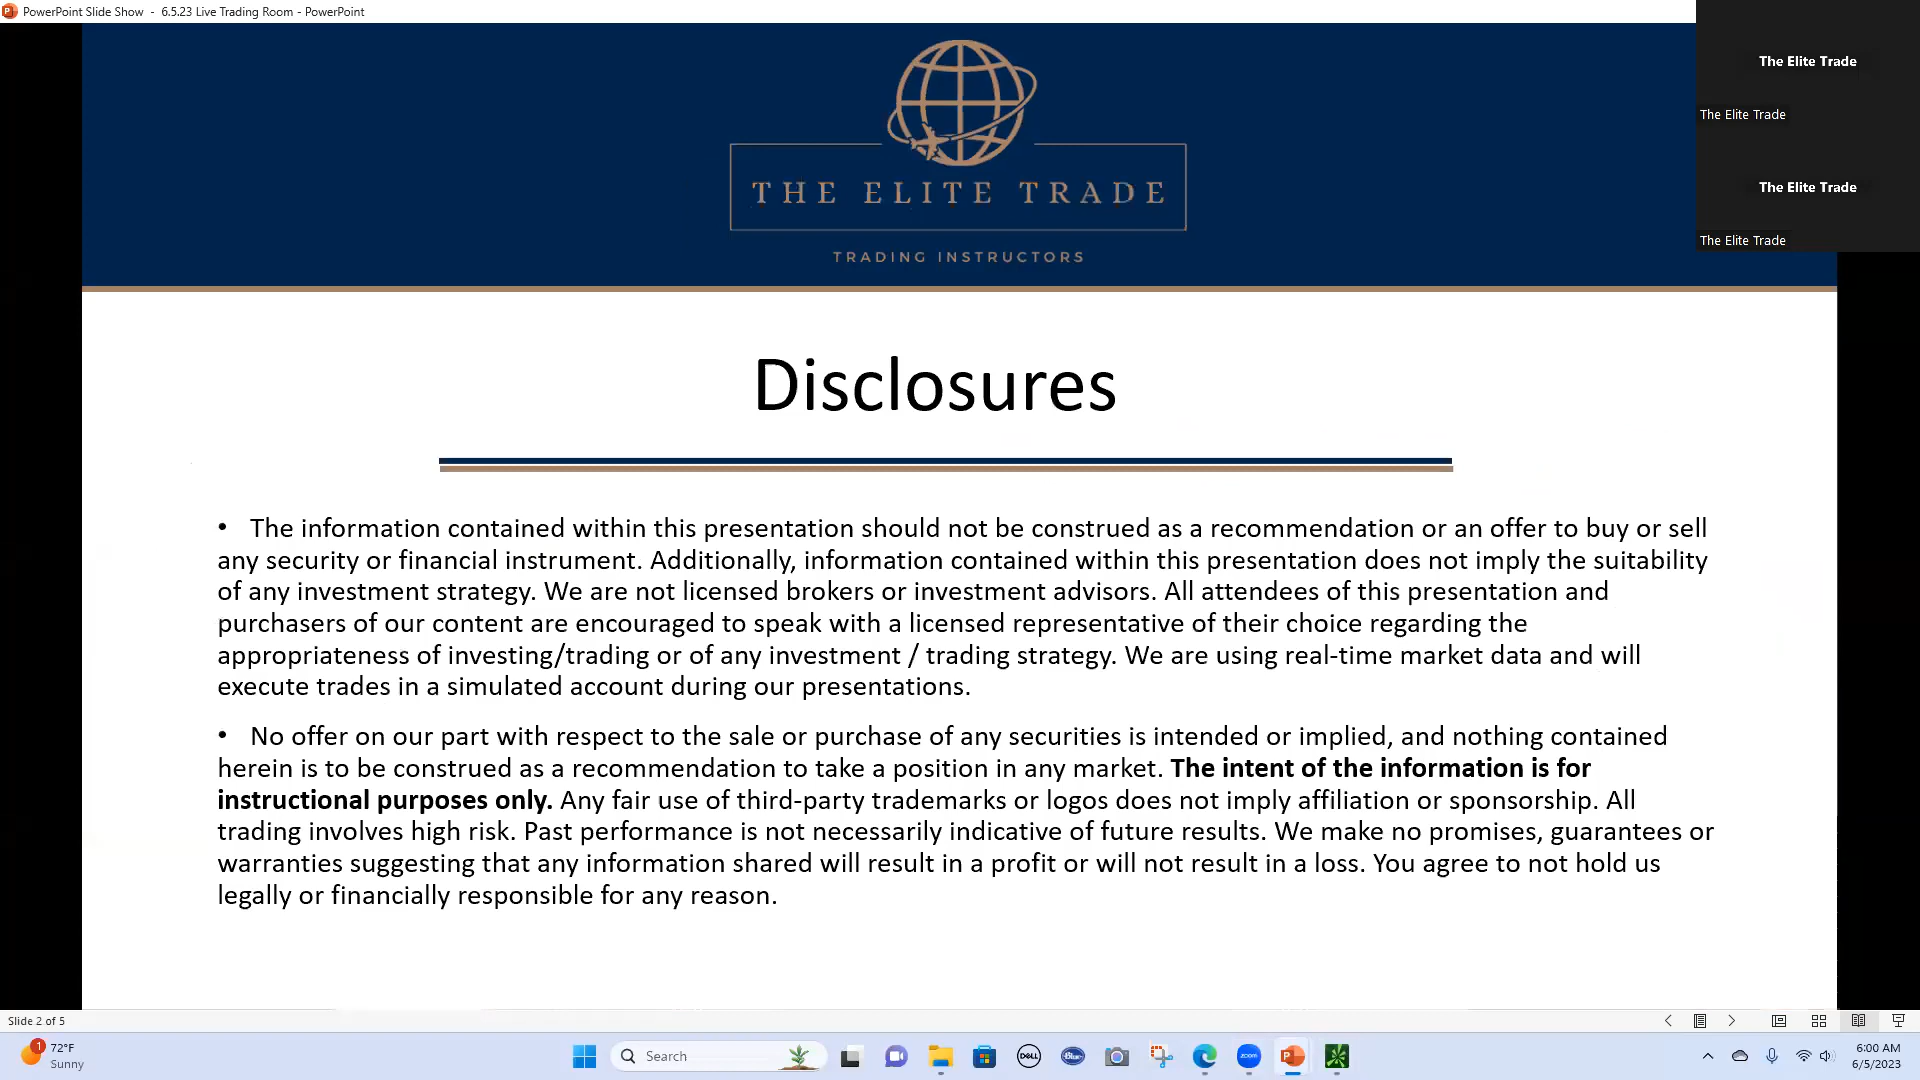 PowerPoint Slide Show - 6.5.23 Live Trading Room - PowerPoint
The Elite Trade
The Elite Trade
The Elite Trade
The Elite Trade
THE ELITE TRADE
TRADING INSTRUCTORS
Disclosures
• The information contained within this presentation should not be construed as a recommendation or an offer to buy or sell
any security or financial instrument. Additionally, information contained within this presentation does not imply the suitability
of any investment strategy. We are not licensed brokers or investment advisors. All attendees of this presentation and
purchasers of our content are encouraged to speak with a licensed representative of their choice regarding the
appropriateness of investing/trading or of any investment / trading strategy. We are using real-time market data and will
execute trades in a simulated account during our presentations.
• No offer on our part with respect to the sale or purchase of any securities is intended or implied, and nothing contained
herein is to be construed as a recommendation to take a position in any market. The intent of the information is for
instructional purposes only. Any fair use of third-party trademarks or logos does not imply affiliation or sponsorship. All
trading involves high risk. Past performance is not necessarily indicative of future results. We make no promises, guarantees or
warranties suggesting that any information shared will result in a profit or will not result in a loss. You agree to not hold us
legally or financially responsible for any reason.
Slide 2 of 5
1
72°F
Sunny
Search
DELL
Blue
zoom
P
6:00 AM
6/5/2023